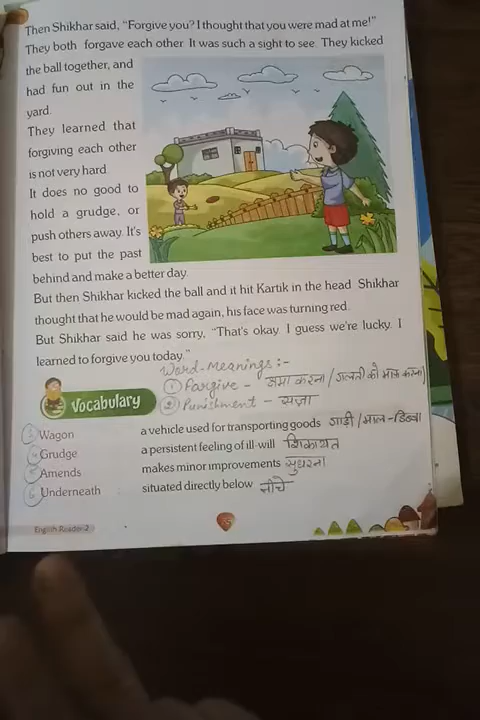 Then Shikhar said, "Forgive you? I thought that you were mad at me!"
They both forgave each other. It was such a sight to see. They kicked
the ball together, and
had fun out in the
yard.
They learned that
forgiving each other
is not very hard.
It does no good to
hold a grudge, or
push others away. It's
best to put the past
behind and make a better day.
But then Shikhar kicked the ball and it hit Kartik in the head. Shikhar
thought that he would be mad again, his face was turning red.
But Shikhar said he was sorry, "That's okay. I guess we're lucky. I
learned to forgive you today."
Word-Meanings:-
① Forgive - क्षमा करना / गलती को माफ करना
② Punishment - सज़ा
Vocabulary
③ Wagon : a vehicle used for transporting goods गाड़ी / माल-डिब्बा
④ Grudge : a persistent feeling of ill-will शिकायत
⑤ Amends : makes minor improvements सुधरना
⑥ Underneath : situated directly below नीचे
English Reader-2